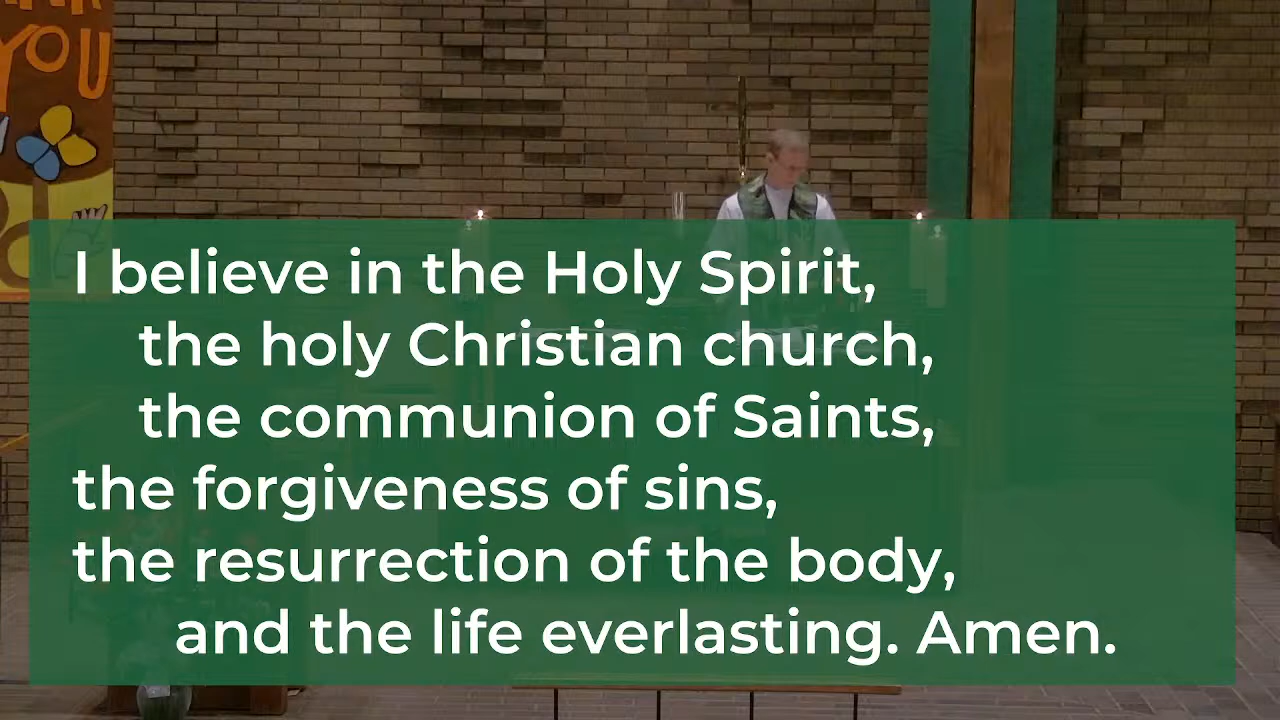 YOU
I believe in the Holy Spirit,
the holy Christian church,
the communion of Saints,
the forgiveness of sins,
the resurrection of the body,
and the life everlasting. Amen.